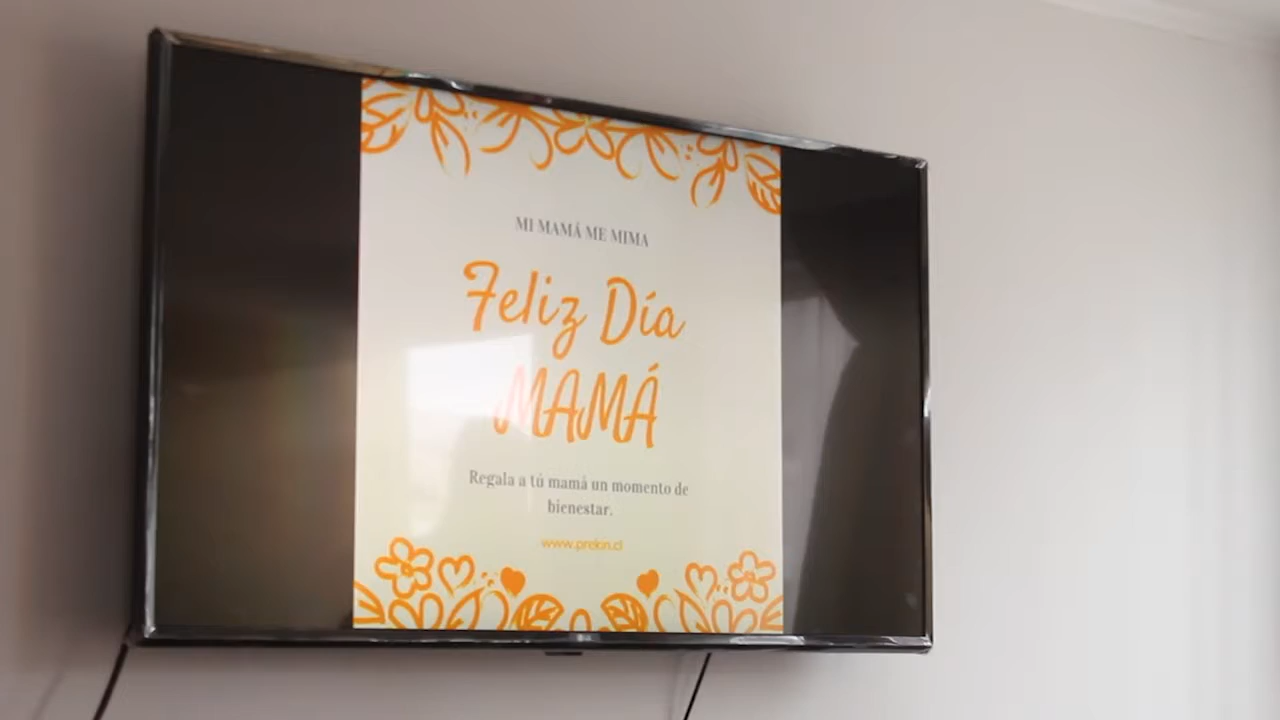 MI MAMÁ ME MIMA
Feliz Día
MAMÁ
Regala a tú mamá un momento de
bienestar.
www.prekin.cl